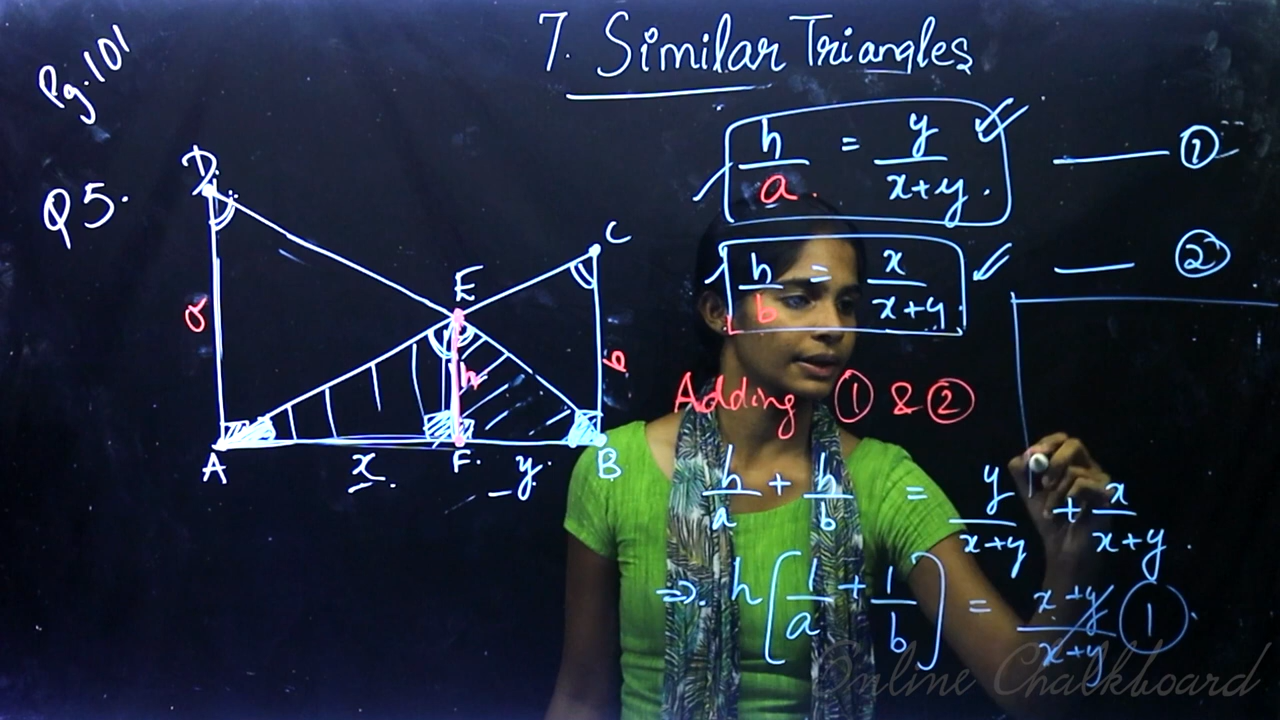 Pg.101
7. Similar Triangles
Q5.
h/a = y/x+y. ①
h/b = x/x+y. ②
D
E
C
a
h
b
A
x.
F.
y.
B
Adding ① & ②
h/a + h/b = y/x+y + x/x+y.
⇒ h[1/a + 1/b] = x+y/x+y ①.
Online Chalkboard